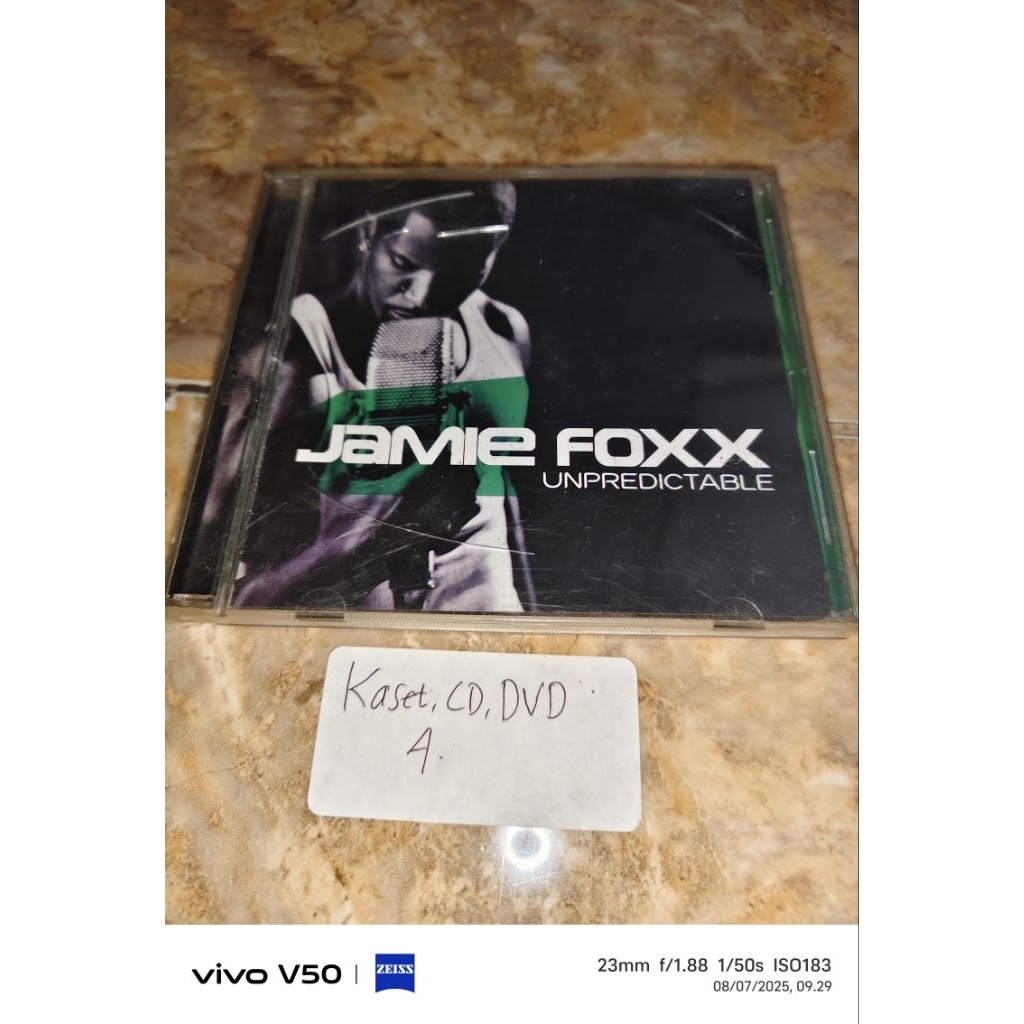 JAMIE FOXX
UNPREDICTABLE
Kaset, CD, DVD
4.
vivo V50 | ZEISS
23mm f/1.88 1/50s ISO183
08/07/2025, 09.29